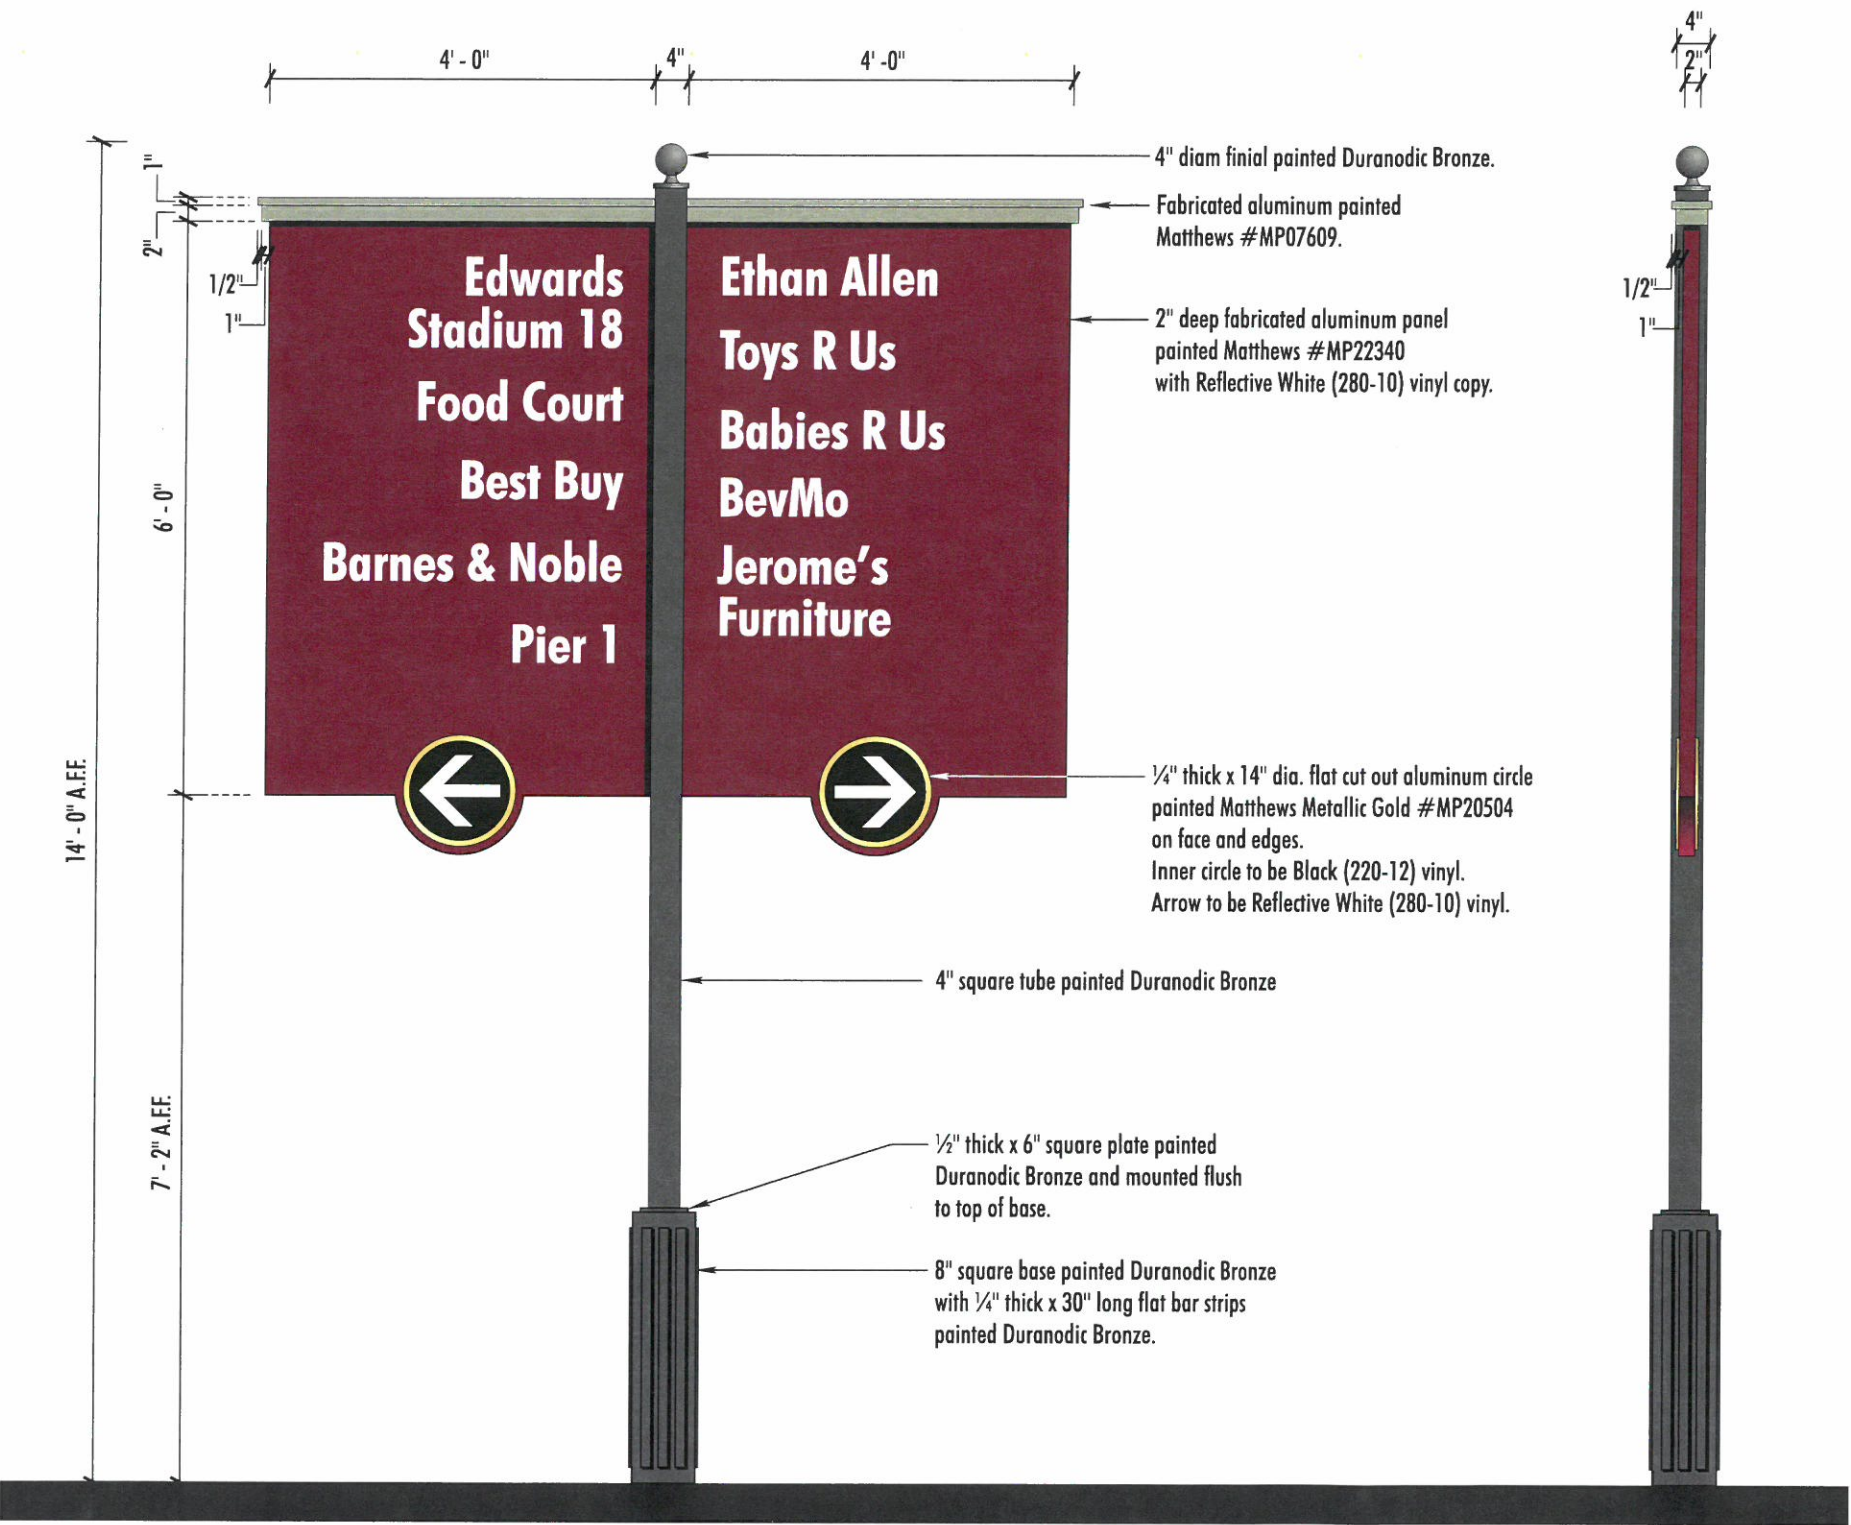 4' - 0"
4"
4' -0"
4"
2"
1"
2"
1/2"
1"
6' - 0"
14' - 0" A.F.F.
7' - 2" A.F.F.
Edwards
Stadium 18
Food Court
Best Buy
Barnes & Noble
Pier 1
Ethan Allen
Toys R Us
Babies R Us
BevMo
Jerome's
Furniture
4" diam finial painted Duranodic Bronze.
Fabricated aluminum painted
Matthews #MP07609.
2" deep fabricated aluminum panel
painted Matthews #MP22340
with Reflective White (280-10) vinyl copy.
¼" thick x 14" dia. flat cut out aluminum circle
painted Matthews Metallic Gold #MP20504
on face and edges.
Inner circle to be Black (220-12) vinyl.
Arrow to be Reflective White (280-10) vinyl.
4" square tube painted Duranodic Bronze
½" thick x 6" square plate painted
Duranodic Bronze and mounted flush
to top of base.
8" square base painted Duranodic Bronze
with ¼" thick x 30" long flat bar strips
painted Duranodic Bronze.
1/2"
1"